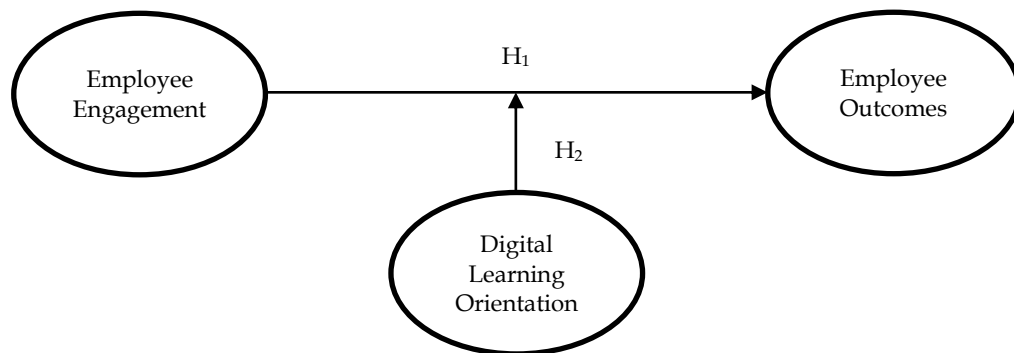 Employee
Engagement
H₁
Employee
Outcomes
H₂
Digital
Learning
Orientation